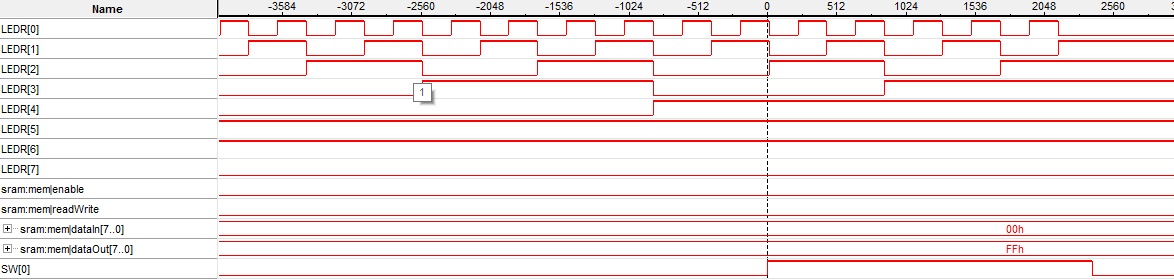 Name -3584 -3072 -2560 -2048 -1536 -1024 -512 0 512 1024 1536 2048 2560
LEDR[0]
LEDR[1]
LEDR[2]
LEDR[3]
1
LEDR[4]
LEDR[5]
LEDR[6]
LEDR[7]
sram:mem|enable
sram:mem|readWrite
sram:mem|dataIn[7..0] 00h
sram:mem|dataOut[7..0] FFh
SW[0]